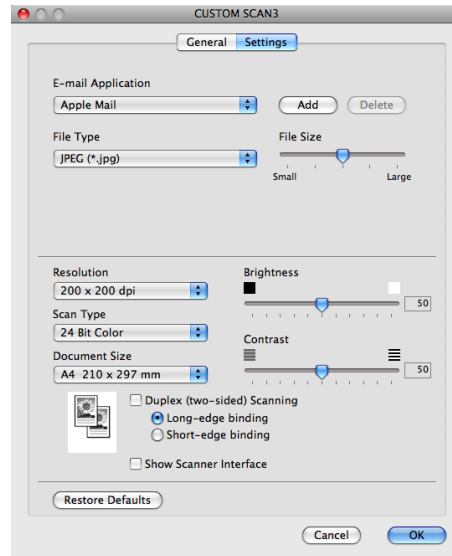 CUSTOM SCAN3
General Settings
E-mail Application
Apple Mail Add Delete
File Type File Size
JPEG (*.jpg)
Small Large
Resolution Brightness
200 x 200 dpi
50
Scan Type
24 Bit Color
Contrast
Document Size
A4 210 x 297 mm 50
Duplex (two-sided) Scanning
Long-edge binding
Short-edge binding
Show Scanner Interface
Restore Defaults
Cancel OK